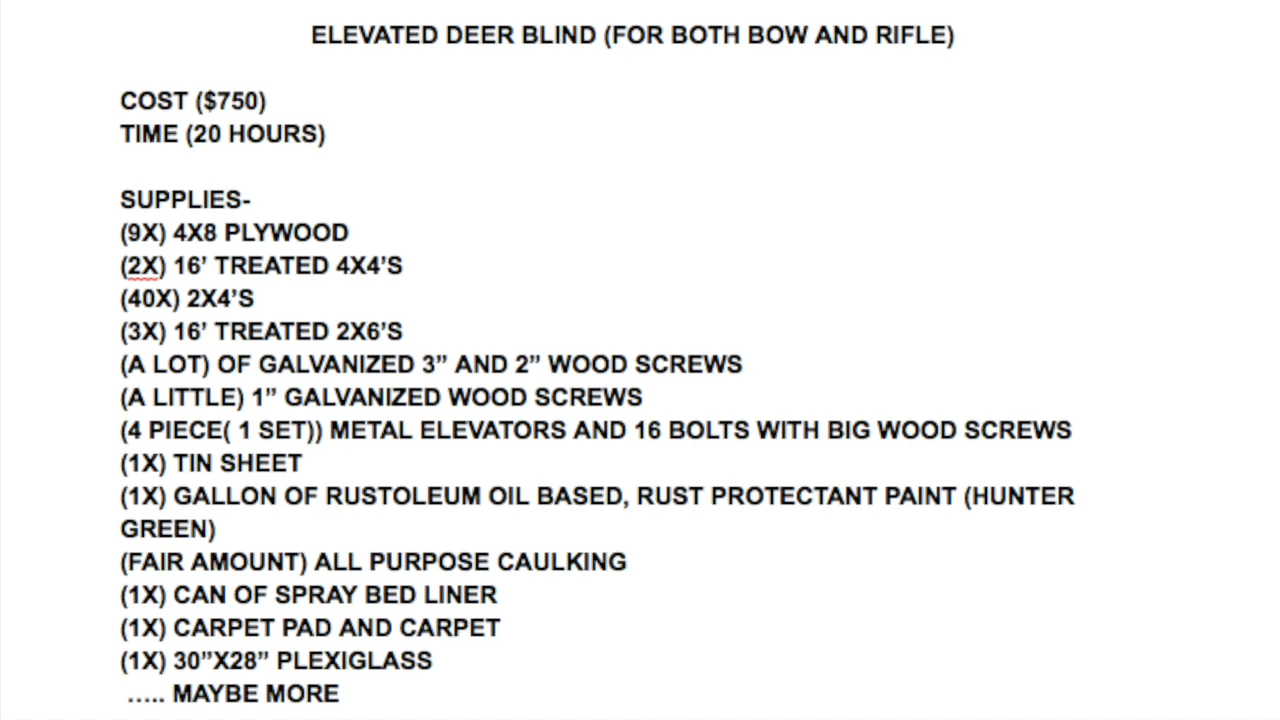 ELEVATED DEER BLIND (FOR BOTH BOW AND RIFLE)
COST ($750)
TIME (20 HOURS)
SUPPLIES-
(9X) 4X8 PLYWOOD
(2X) 16’ TREATED 4X4’S
(40X) 2X4’S
(3X) 16’ TREATED 2X6’S
(A LOT) OF GALVANIZED 3” AND 2” WOOD SCREWS
(A LITTLE) 1” GALVANIZED WOOD SCREWS
(4 PIECE( 1 SET)) METAL ELEVATORS AND 16 BOLTS WITH BIG WOOD SCREWS
(1X) TIN SHEET
(1X) GALLON OF RUSTOLEUM OIL BASED, RUST PROTECTANT PAINT (HUNTER
GREEN)
(FAIR AMOUNT) ALL PURPOSE CAULKING
(1X) CAN OF SPRAY BED LINER
(1X) CARPET PAD AND CARPET
(1X) 30”X28” PLEXIGLASS
….. MAYBE MORE